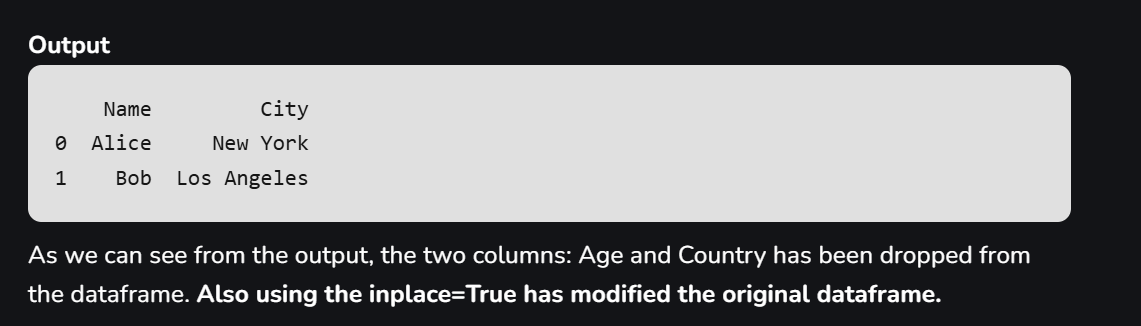 Output
Name City
0 Alice New York
1 Bob Los Angeles
As we can see from the output, the two columns: Age and Country has been dropped from
the dataframe. Also using the inplace=True has modified the original dataframe.